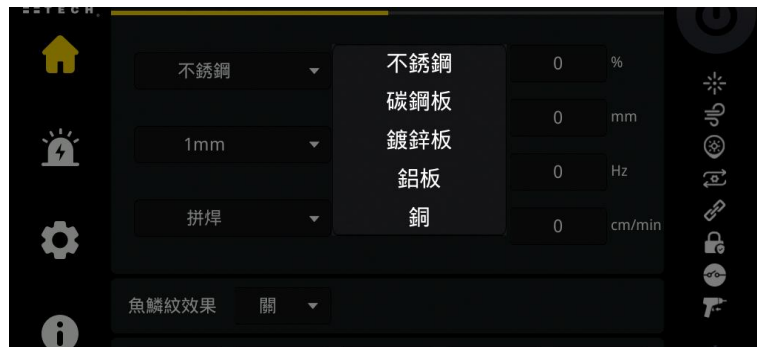 TECH
不銹鋼
不銹鋼
碳鋼板
鍍鋅板
鋁板
銅
1mm
拼焊
0 %
0 mm
0 Hz
0 cm/min
魚鱗紋效果 關